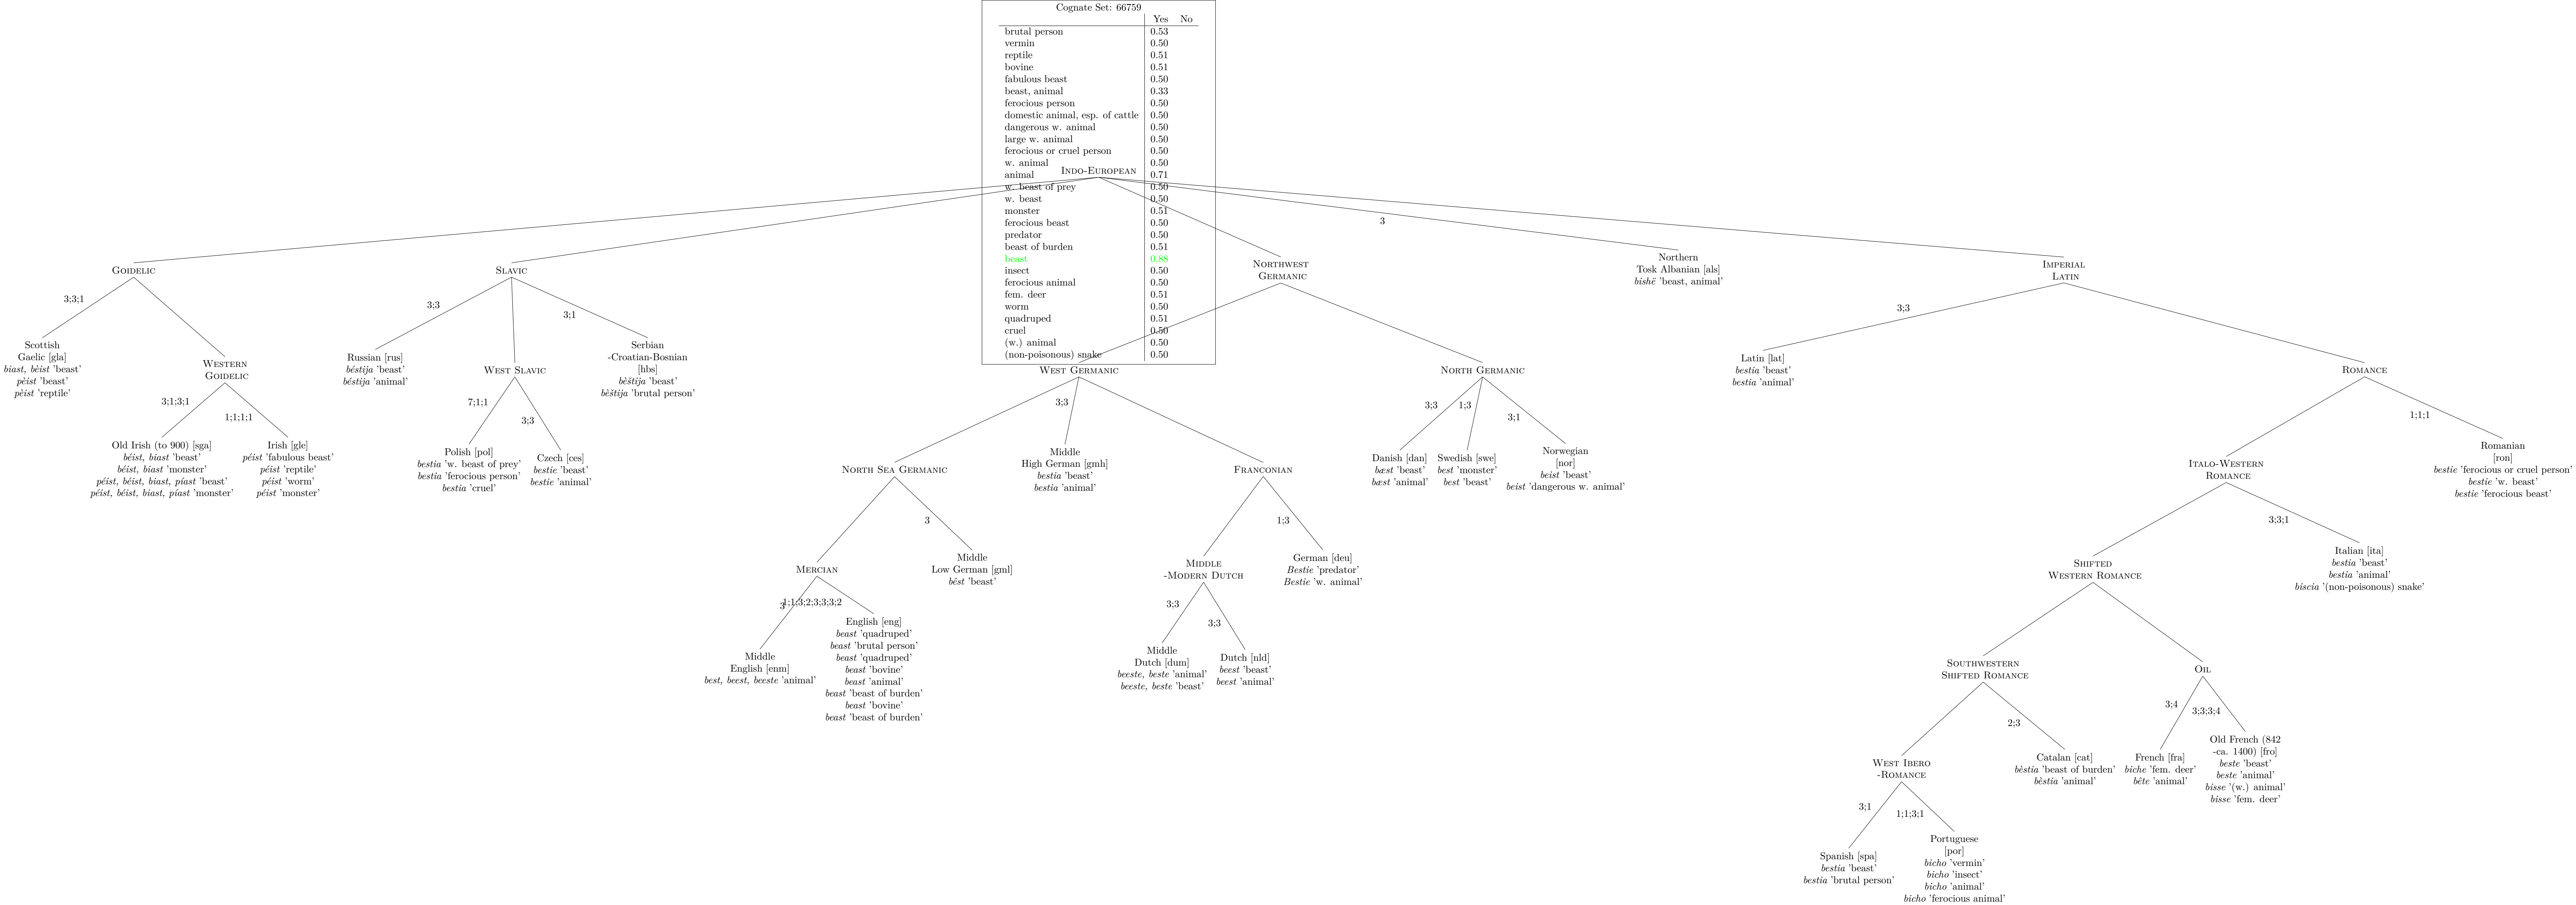 Cognate Set: 66759
Yes No
brutal person 0.53
vermin 0.50
reptile 0.51
bovine 0.51
fabulous beast 0.50
beast, animal 0.33
ferocious person 0.50
domestic animal, esp. of cattle 0.50
dangerous w. animal 0.50
large w. animal 0.50
ferocious or cruel person 0.50
w. animal 0.50
Indo-European
animal 0.71
w. beast of prey 0.50
w. beast 0.50
monster 0.51
ferocious beast 0.50
predator 0.50
beast of burden 0.51
beast 0.88
insect 0.50
ferocious animal 0.50
fem. deer 0.51
worm 0.50
quadruped 0.51
cruel 0.50
(w.) animal 0.50
(non-poisonous) snake 0.50
3
Goidelic
Slavic
Northwest
Germanic
Northern
Tosk Albanian [als]
bishë 'beast, animal'
Imperial
Latin
3;3;1
3;3
3;1
3;3
Scottish
Gaelic [gla]
biast, bèist 'beast'
pèist 'beast'
pèist 'reptile'
Western
Goidelic
Russian [rus]
béstija 'beast'
béstija 'animal'
West Slavic
Serbian
-Croatian-Bosnian
[hbs]
bèštija 'beast'
bèštija 'brutal person'
West Germanic
North Germanic
Latin [lat]
bestia 'beast'
bestia 'animal'
Romance
3;1;3;1
1;1;1;1
7;1;1
3;3
3;3
3;3
1;3
3;1
1;1;1
Old Irish (to 900) [sga]
béist, biast 'beast'
béist, biast 'monster'
péist, béist, biast, píast 'beast'
péist, béist, biast, píast 'monster'
Irish [gle]
péist 'fabulous beast'
péist 'reptile'
péist 'worm'
péist 'monster'
Polish [pol]
bestia 'w. beast of prey'
bestia 'ferocious person'
bestia 'cruel'
Czech [ces]
bestie 'beast'
bestie 'animal'
North Sea Germanic
Middle
High German [gmh]
bestia 'beast'
bestia 'animal'
Franconian
Danish [dan]
bæst 'beast'
bæst 'animal'
Swedish [swe]
best 'monster'
best 'beast'
Norwegian
[nor]
beist 'beast'
beist 'dangerous w. animal'
Italo-Western
Romance
Romanian
[ron]
bestie 'ferocious or cruel person'
bestie 'w. beast'
bestie 'ferocious beast'
3
1;3
3;3;1
Mercian
Middle
Low German [gml]
bêst 'beast'
Middle
-Modern Dutch
German [deu]
Bestie 'predator'
Bestie 'w. animal'
Shifted
Western Romance
Italian [ita]
bestia 'beast'
bestia 'animal'
biscia '(non-poisonous) snake'
3
1;1;3;2;3;3;3;2
3;3
3;3
Middle
English [enm]
best, beest, beeste 'animal'
English [eng]
beast 'quadruped'
beast 'brutal person'
beast 'quadruped'
beast 'bovine'
beast 'animal'
beast 'beast of burden'
beast 'bovine'
beast 'beast of burden'
Middle
Dutch [dum]
beeste, beste 'animal'
beeste, beste 'beast'
Dutch [nld]
beest 'beast'
beest 'animal'
Southwestern
Shifted Romance
Oil
2;3
3;4
3;3;3;4
West Ibero
-Romance
Catalan [cat]
bèstia 'beast of burden'
bèstia 'animal'
French [fra]
biche 'fem. deer'
bête 'animal'
Old French (842
-ca. 1400) [fro]
beste 'beast'
beste 'animal'
bisse '(w.) animal'
bisse 'fem. deer'
3;1
1;1;3;1
Spanish [spa]
bestia 'beast'
bestia 'brutal person'
Portuguese
[por]
bicho 'vermin'
bicho 'insect'
bicho 'animal'
bicho 'ferocious animal'